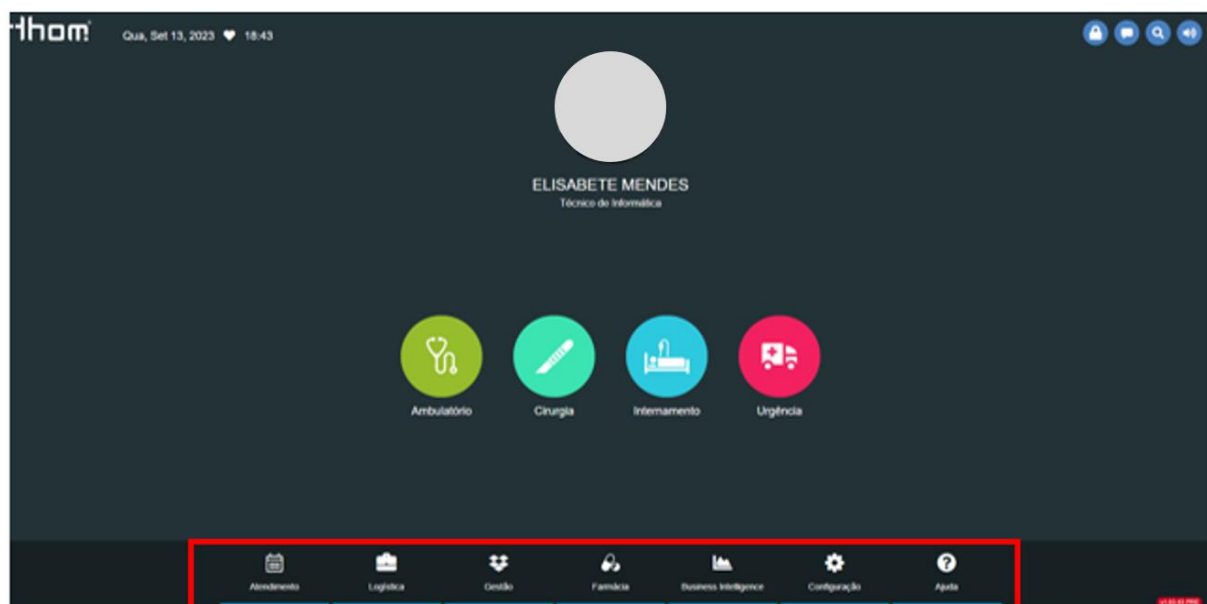 thom
Qua, Set 13, 2023 18:43
ELISABETE MENDES
Técnico de Informática
Ambulatório Cirurgia Internamento Urgência
Atendimento Logística Gestão Farmácia Business Intelligence Configuração Ajuda